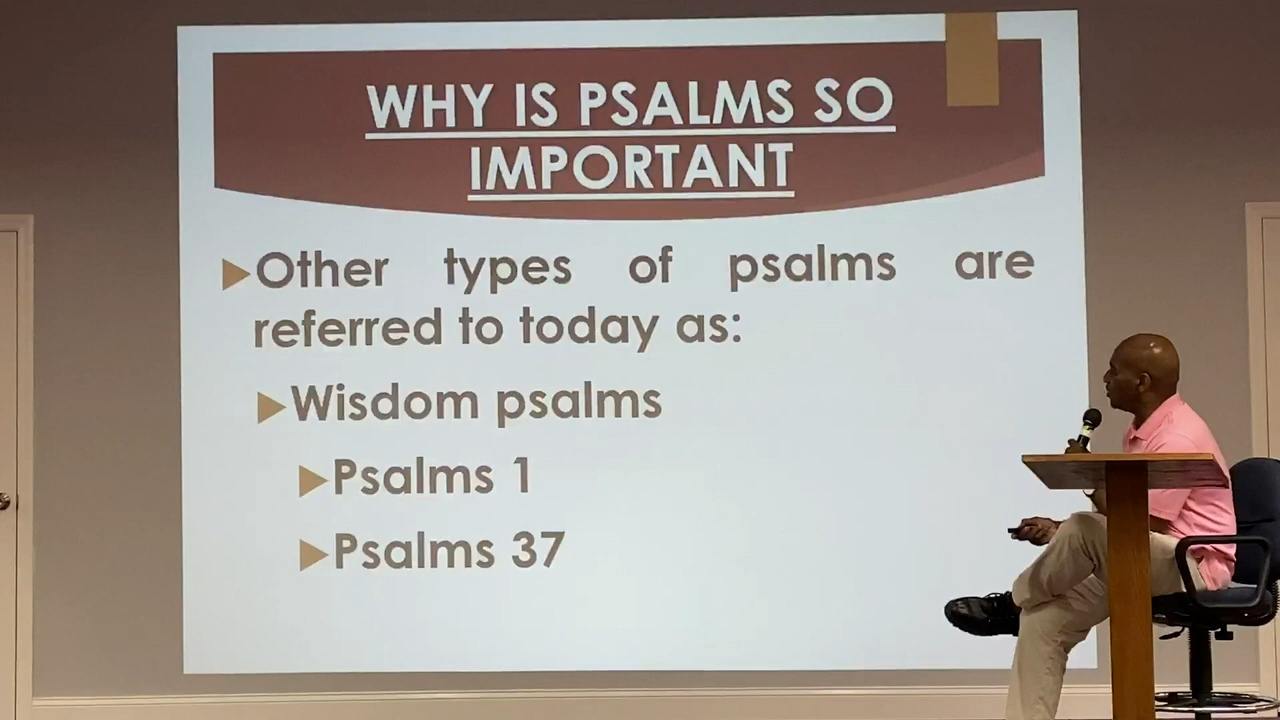 WHY IS PSALMS SO
IMPORTANT
Other types of psalms are
referred to today as:
Wisdom psalms
Psalms 1
Psalms 37